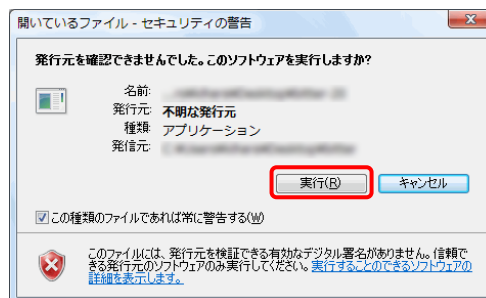 開いているファイル - セキュリティの警告
発行元を確認できませんでした。このソフトウェアを実行しますか?
名前:
発行元: 不明な発行元
種類: アプリケーション
発信元:
実行(R)
キャンセル
この種類のファイルであれば常に警告する(W)
このファイルには、発行元を検証できる有効なデジタル署名がありません。信頼で
きる発行元のソフトウェアのみ実行してください。実行することのできるソフトウェアの
詳細を表示します。